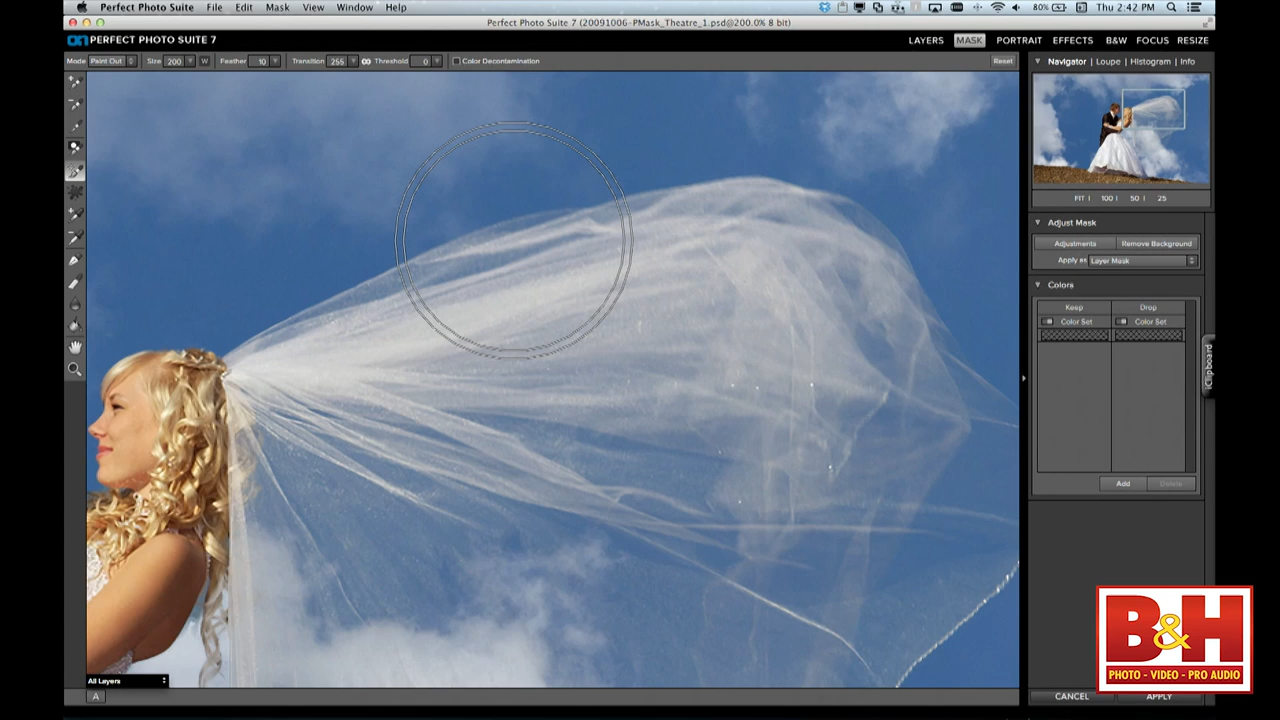 Perfect Photo Suite File Edit Mask View Window Help 80% Thu 2:42 PM
Perfect Photo Suite 7 (20091006-PMask_Theatre_1.psd@200.0% 8 bit)
on PERFECT PHOTO SUITE 7 LAYERS MASK PORTRAIT EFFECTS B&W FOCUS RESIZE
Mode Paint Out Size 200 W Feather 10 Transition 255 Threshold 0 Color Decontamination Reset
Navigator | Loupe | Histogram | Info
FIT | 100 | 50 | 25
Adjust Mask
Adjustments Remove Background
Apply as Layer Mask
Colors
Keep Drop
Color Set Color Set
iClipboard
Add Delete
All Layers
A
CANCEL APPLY
B&H
PHOTO - VIDEO - PRO AUDIO